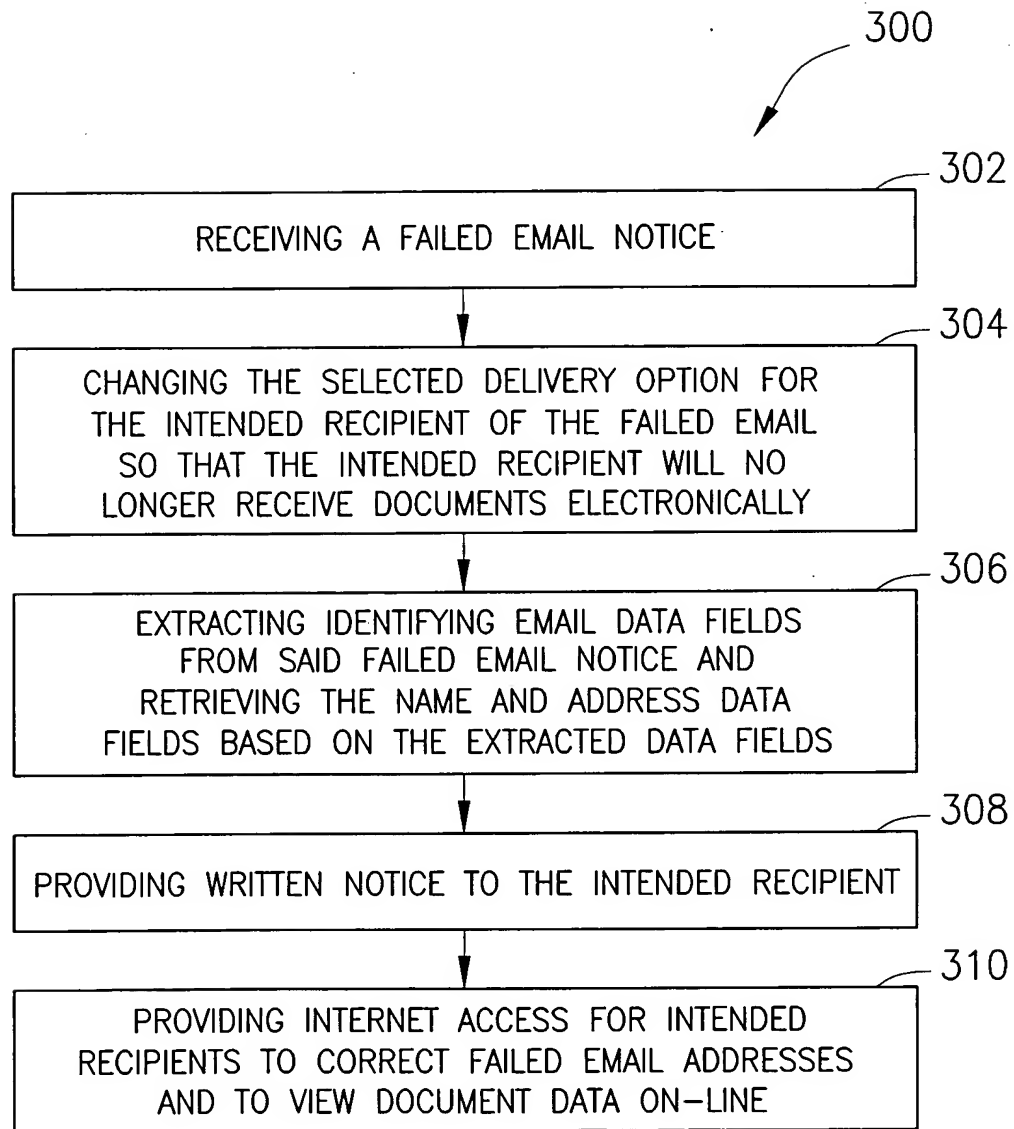 300
302
RECEIVING A FAILED EMAIL NOTICE
304
CHANGING THE SELECTED DELIVERY OPTION FOR
THE INTENDED RECIPIENT OF THE FAILED EMAIL
SO THAT THE INTENDED RECIPIENT WILL NO
LONGER RECEIVE DOCUMENTS ELECTRONICALLY
306
EXTRACTING IDENTIFYING EMAIL DATA FIELDS
FROM SAID FAILED EMAIL NOTICE AND
RETRIEVING THE NAME AND ADDRESS DATA
FIELDS BASED ON THE EXTRACTED DATA FIELDS
308
PROVIDING WRITTEN NOTICE TO THE INTENDED RECIPIENT
310
PROVIDING INTERNET ACCESS FOR INTENDED
RECIPIENTS TO CORRECT FAILED EMAIL ADDRESSES
AND TO VIEW DOCUMENT DATA ON-LINE